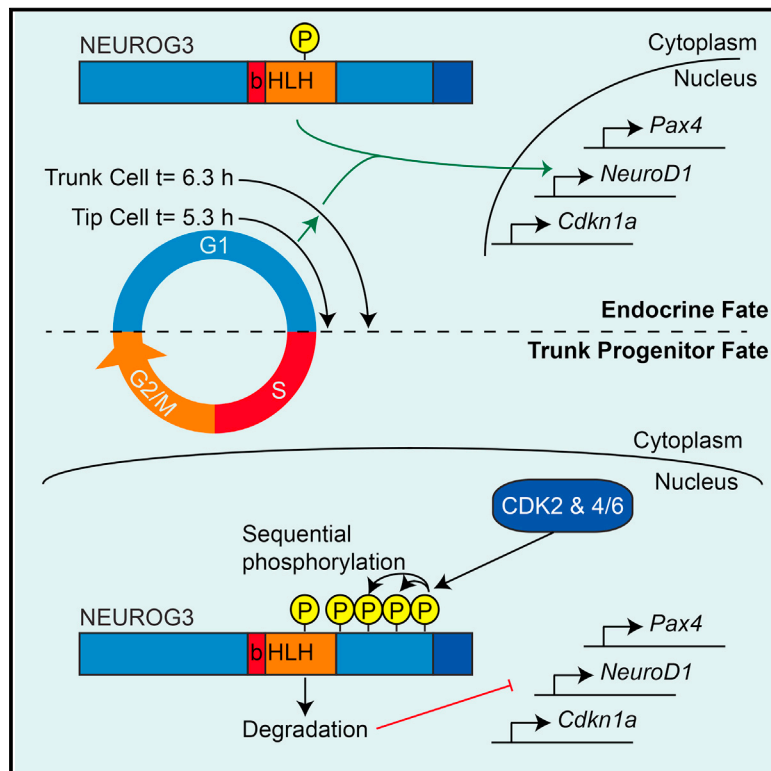 NEUROG3
P
b HLH
Cytoplasm
Nucleus
Pax4
NeuroD1
Cdkn1a
Trunk Cell t= 6.3 h
Tip Cell t= 5.3 h
G1
S
G2/M
Endocrine Fate
Trunk Progenitor Fate
Cytoplasm
Nucleus
CDK2 & 4/6
Sequential
phosphorylation
P P P P P
NEUROG3
b HLH
Degradation
Pax4
NeuroD1
Cdkn1a